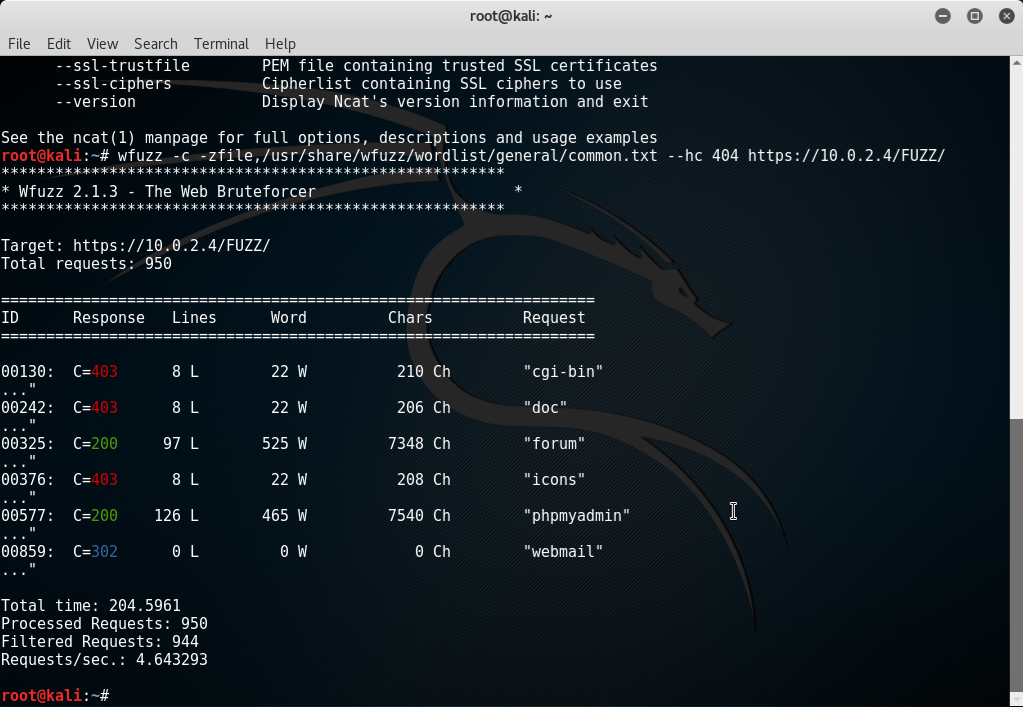 root@kali: ~
File Edit View Search Terminal Help
--ssl-trustfile PEM file containing trusted SSL certificates
--ssl-ciphers Cipherlist containing SSL ciphers to use
--version Display Ncat's version information and exit
See the ncat(1) manpage for full options, descriptions and usage examples
root@kali:~# wfuzz -c -zfile,/usr/share/wfuzz/wordlist/general/common.txt --hc 404 https://10.0.2.4/FUZZ/
********************************************************
* Wfuzz 2.1.3 - The Web Bruteforcer *
********************************************************
Target: https://10.0.2.4/FUZZ/
Total requests: 950
==================================================================
ID Response Lines Word Chars Request
==================================================================
00130: C=403 8 L 22 W 210 Ch "cgi-bin"
..."
00242: C=403 8 L 22 W 206 Ch "doc"
..."
00325: C=200 97 L 525 W 7348 Ch "forum"
..."
00376: C=403 8 L 22 W 208 Ch "icons"
..."
00577: C=200 126 L 465 W 7540 Ch "phpmyadmin"
..."
00859: C=302 0 L 0 W 0 Ch "webmail"
..."
Total time: 204.5961
Processed Requests: 950
Filtered Requests: 944
Requests/sec.: 4.643293
root@kali:~#